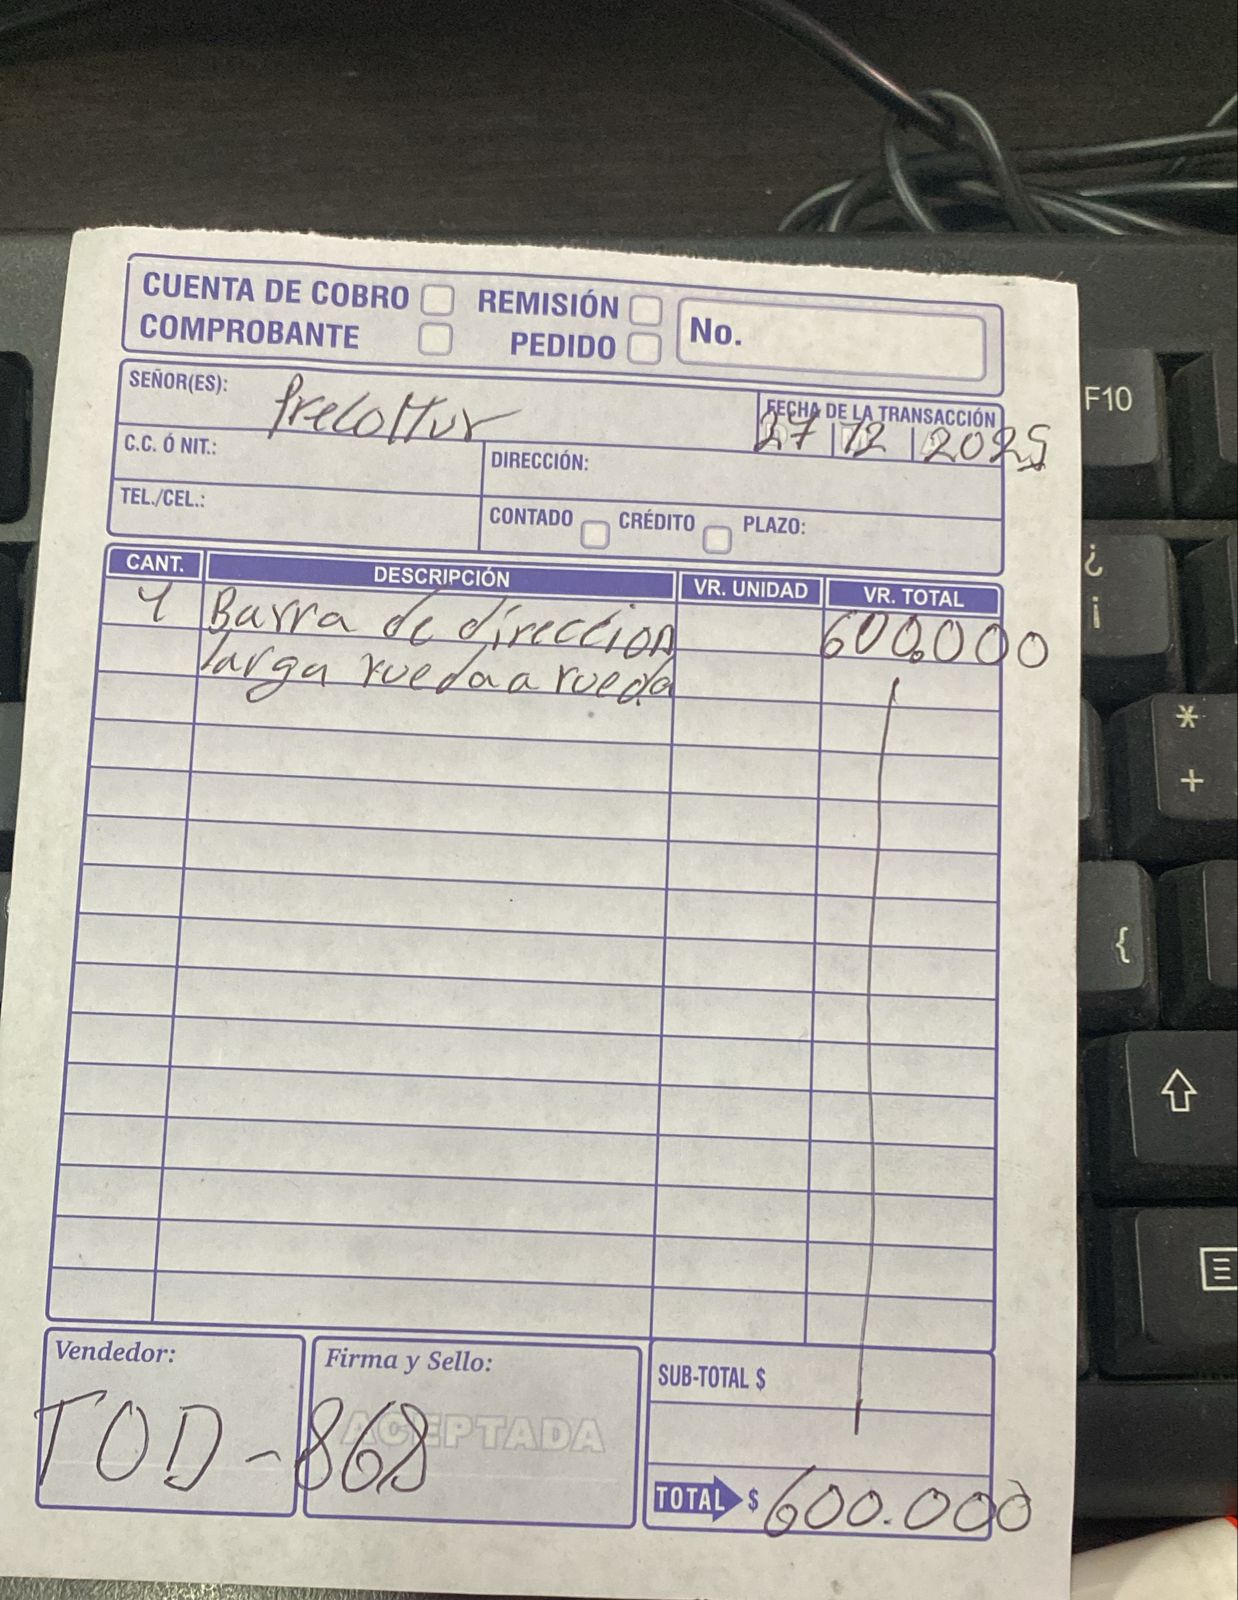 CUENTA DE COBRO REMISIÓN No.
COMPROBANTE PEDIDO
SEÑOR(ES): Precoltur
FECHA DE LA TRANSACCIÓN
27 12 2025
C.C. Ó NIT.: DIRECCIÓN:
TEL./CEL.: CONTADO CRÉDITO PLAZO:
CANT. DESCRIPCIÓN VR. UNIDAD VR. TOTAL
1 Barra de direccion 600.000
larga rueda a rueda
Vendedor: Firma y Sello: SUB-TOTAL $
TOD-868
ACEPTADA
TOTAL $ 600.000
F10
¿
¡
*
+
{